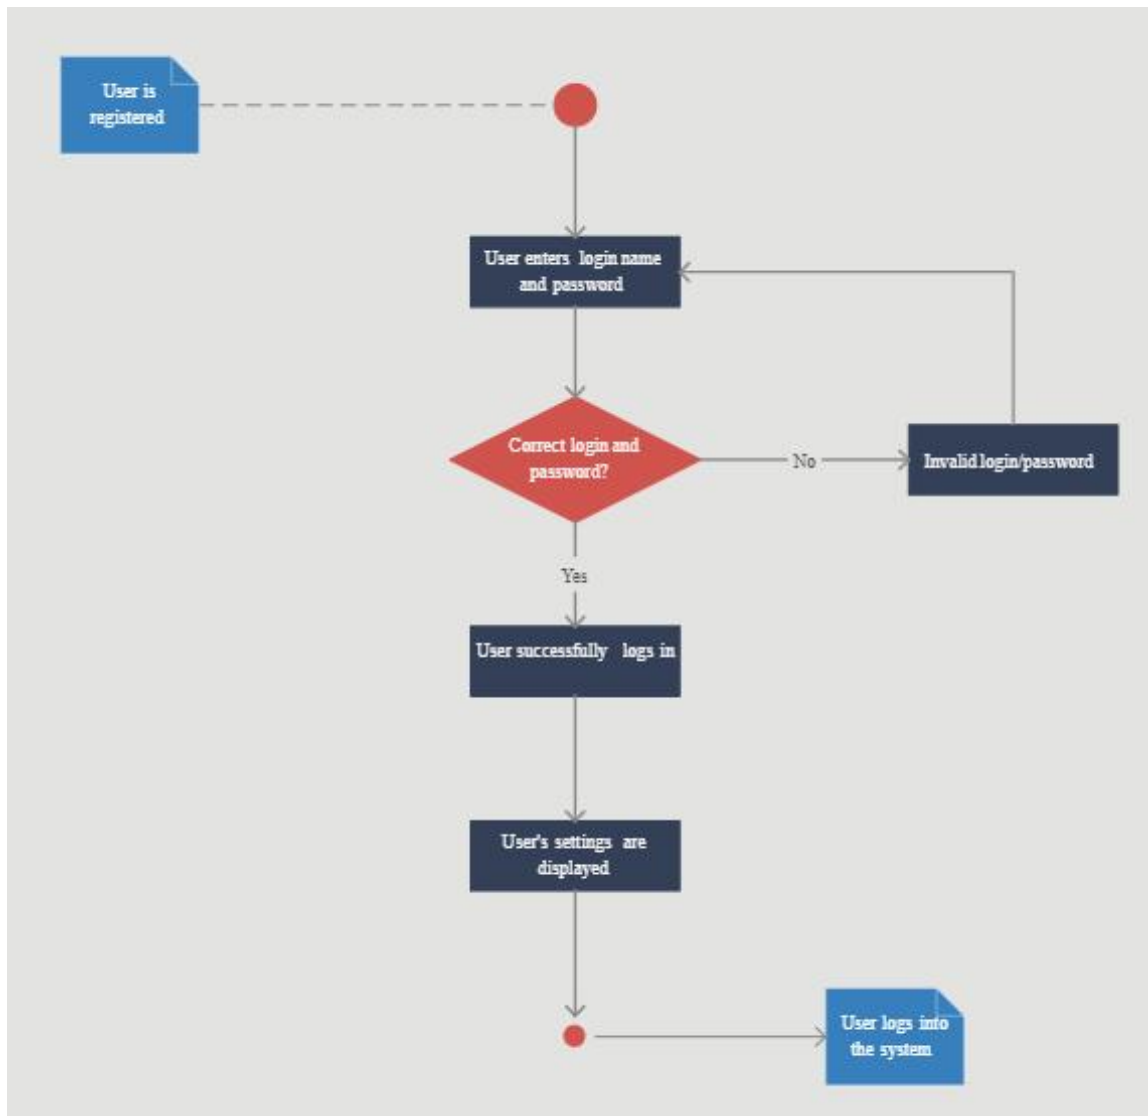 User is
registered
User enters login name
and password
Correct login and
password?
No
Invalid login/password
Yes
User successfully logs in
User's settings are
displayed
User logs into
the system